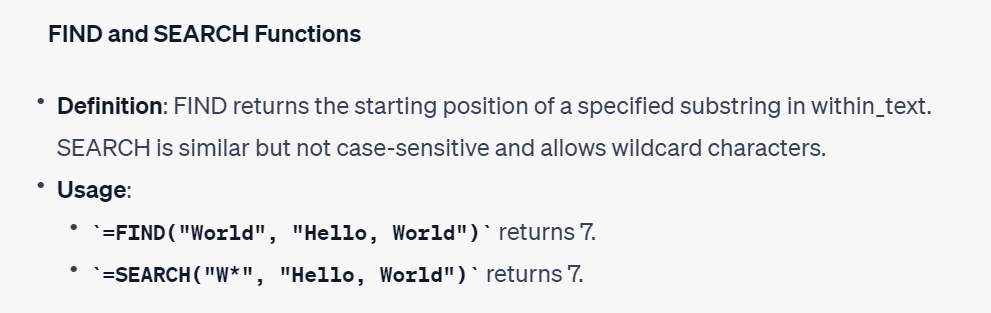 FIND and SEARCH Functions
• Definition: FIND returns the starting position of a specified substring in within_text.
SEARCH is similar but not case-sensitive and allows wildcard characters.
• Usage:
• `=FIND("World", "Hello, World")` returns 7.
• `=SEARCH("W*", "Hello, World")` returns 7.